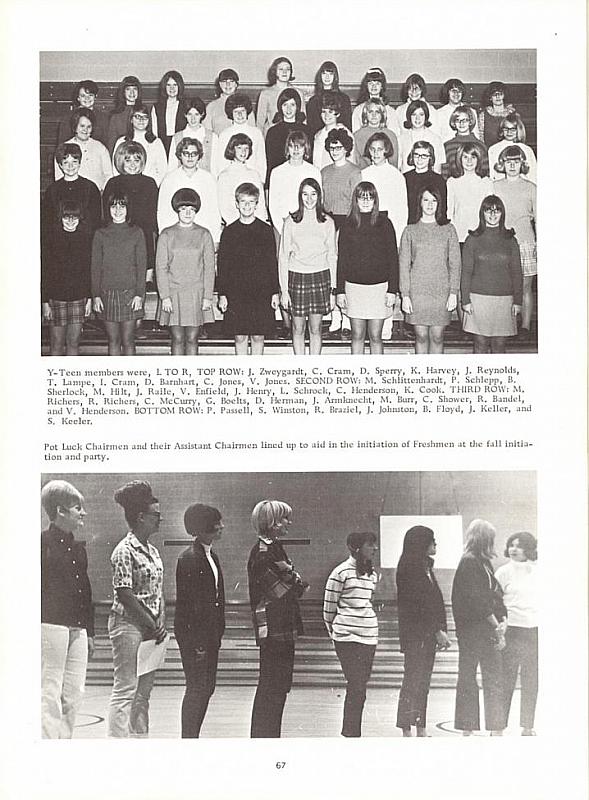 Y-Teen members were, L TO R, TOP ROW: J. Zweygardt, C. Cram, D. Sperry, K. Harvey, J. Reynolds,
T. Lampe, I. Cram, D. Barnhart, C. Jones, V. Jones. SECOND ROW: M. Schlittenhardt, P. Schlepp, B.
Sherlock, M. Hilt, J. Raile, V. Enfield, J. Henry, L. Schrock, C. Henderson, K. Cook. THIRD ROW: M.
Richers, R. Richers, C. McCurry, G. Boelts, D. Herman, J. Armknecht, M. Burr, C. Shower, R. Bandel,
and V. Henderson. BOTTOM ROW: P. Passell, S. Winston, R. Braziel, J. Johnston, B. Floyd, J. Keller, and
S. Keeler.
Pot Luck Chairmen and their Assistant Chairmen lined up to aid in the initiation of Freshmen at the fall initia-
tion and party.
67